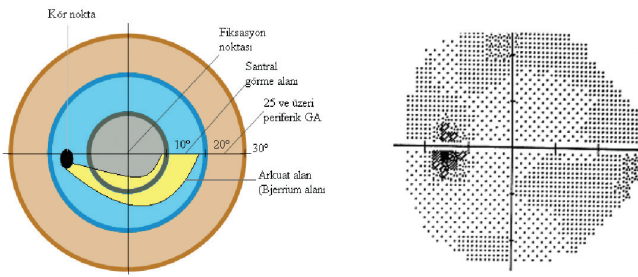 Kör nokta
Fiksasyon
noktası
Santral
görme alanı
25 ve üzeri
periferik GA
10°
20°
30°
Arkuat alan
(Bjerrium alanı